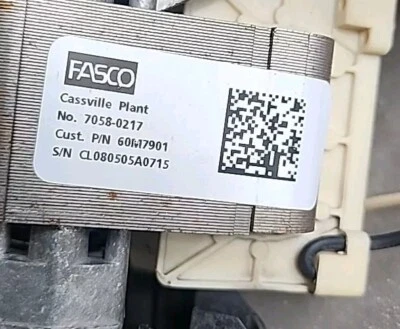 FASCO
Cassville Plant
No. 7058-0217
Cust. P/N 60M7901
S/N CL080505A0715